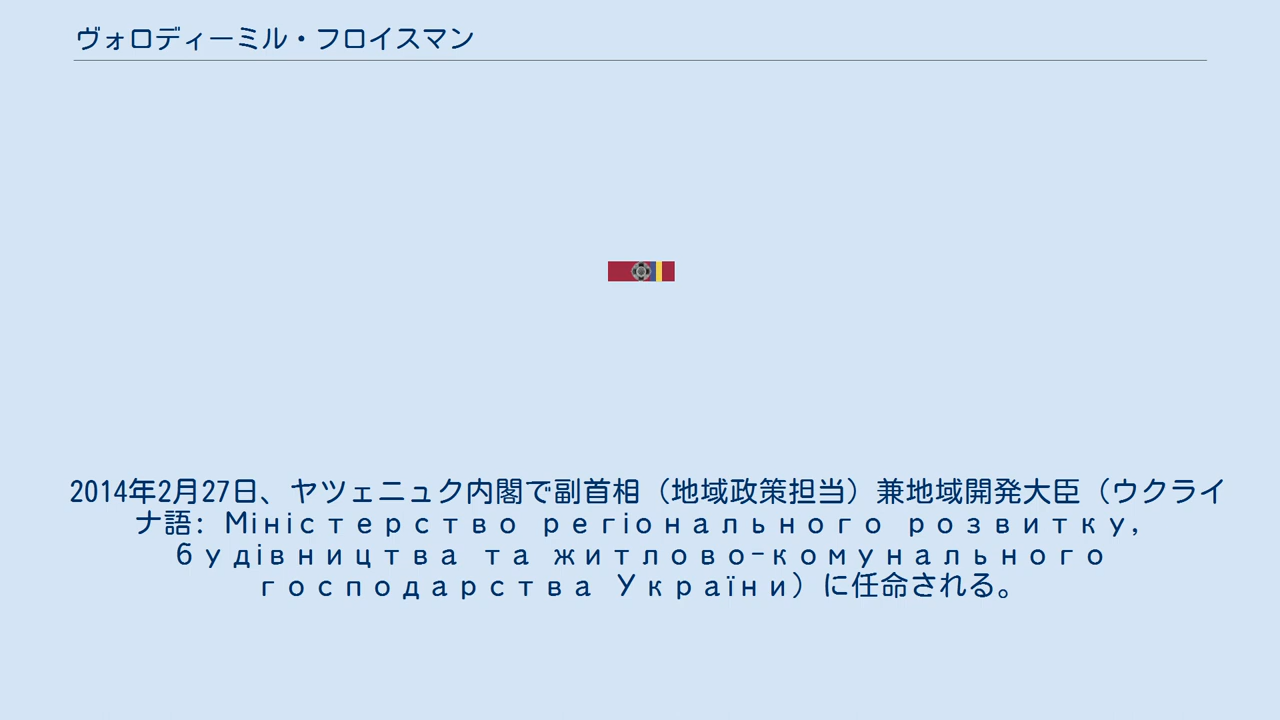 ヴォロディーミル・フロイスマン
2014年2月27日、ヤツェニュク内閣で副首相（地域政策担当）兼地域開発大臣（ウクライ
ナ語: Міністерство регіонального розвитку,
будівництва та житлово-комунального
господарства України）に任命される。